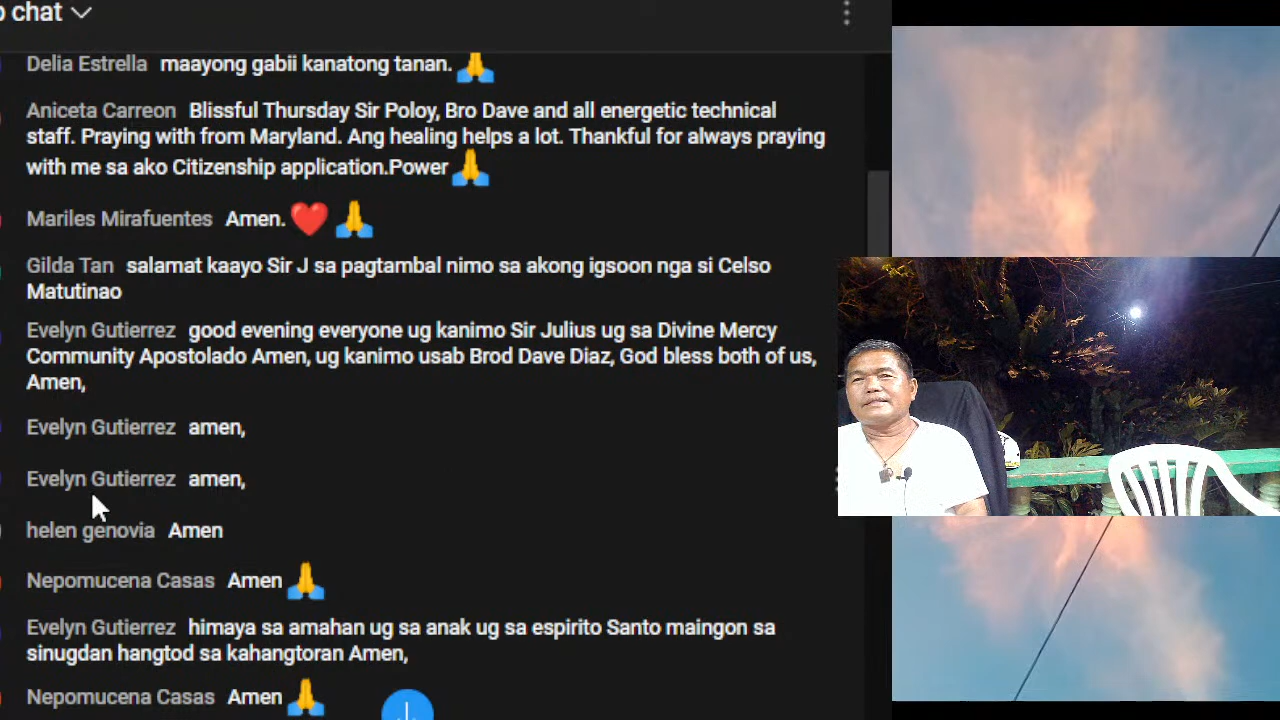 chat
Delia Estrella maayong gabii kanatong tanan. 🙏
Aniceta Carreon Blissful Thursday Sir Poloy, Bro Dave and all energetic technical
staff. Praying with from Maryland. Ang healing helps a lot. Thankful for always praying
with me sa ako Citizenship application.Power 🙏
Mariles Mirafuentes Amen. ❤️ 🙏
Gilda Tan salamat kaayo Sir J sa pagtambal nimo sa akong igsoon nga si Celso
Matutinao
Evelyn Gutierrez good evening everyone ug kanimo Sir Julius ug sa Divine Mercy
Community Apostolado Amen, ug kanimo usab Brod Dave Diaz, God bless both of us,
Amen,
Evelyn Gutierrez amen,
Evelyn Gutierrez amen,
helen genovia Amen
Nepomucena Casas Amen 🙏
Evelyn Gutierrez himaya sa amahan ug sa anak ug sa espirito Santo maingon sa
sinugdan hangtod sa kahangtoran Amen,
Nepomucena Casas Amen 🙏